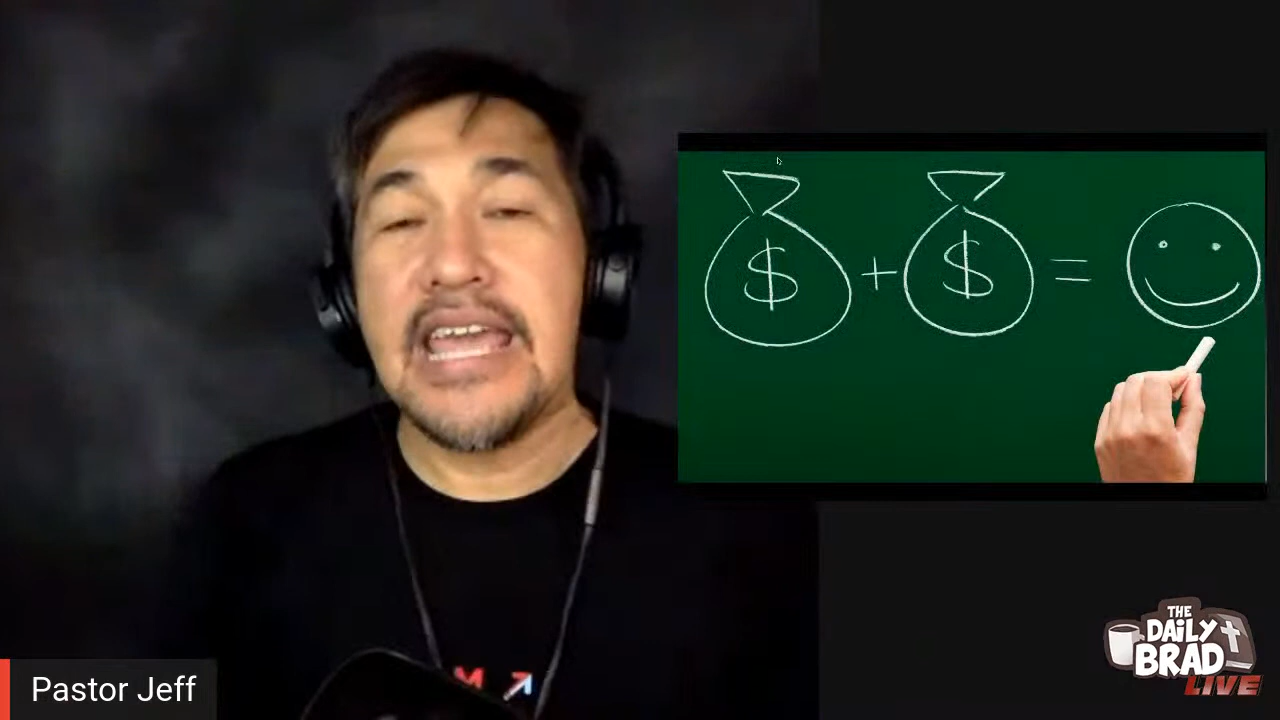 $ + $ =
M
THE
DAILY
BRAD
LIVE
Pastor Jeff